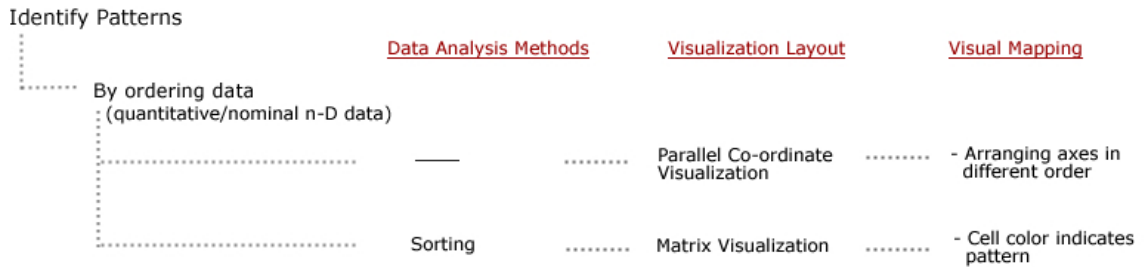 Identify Patterns
Data Analysis Methods
Visualization Layout
Visual Mapping
By ordering data
(quantitative/nominal n-D data)
Parallel Co-ordinate
Visualization
- Arranging axes in
different order
Sorting
Matrix Visualization
- Cell color indicates
pattern